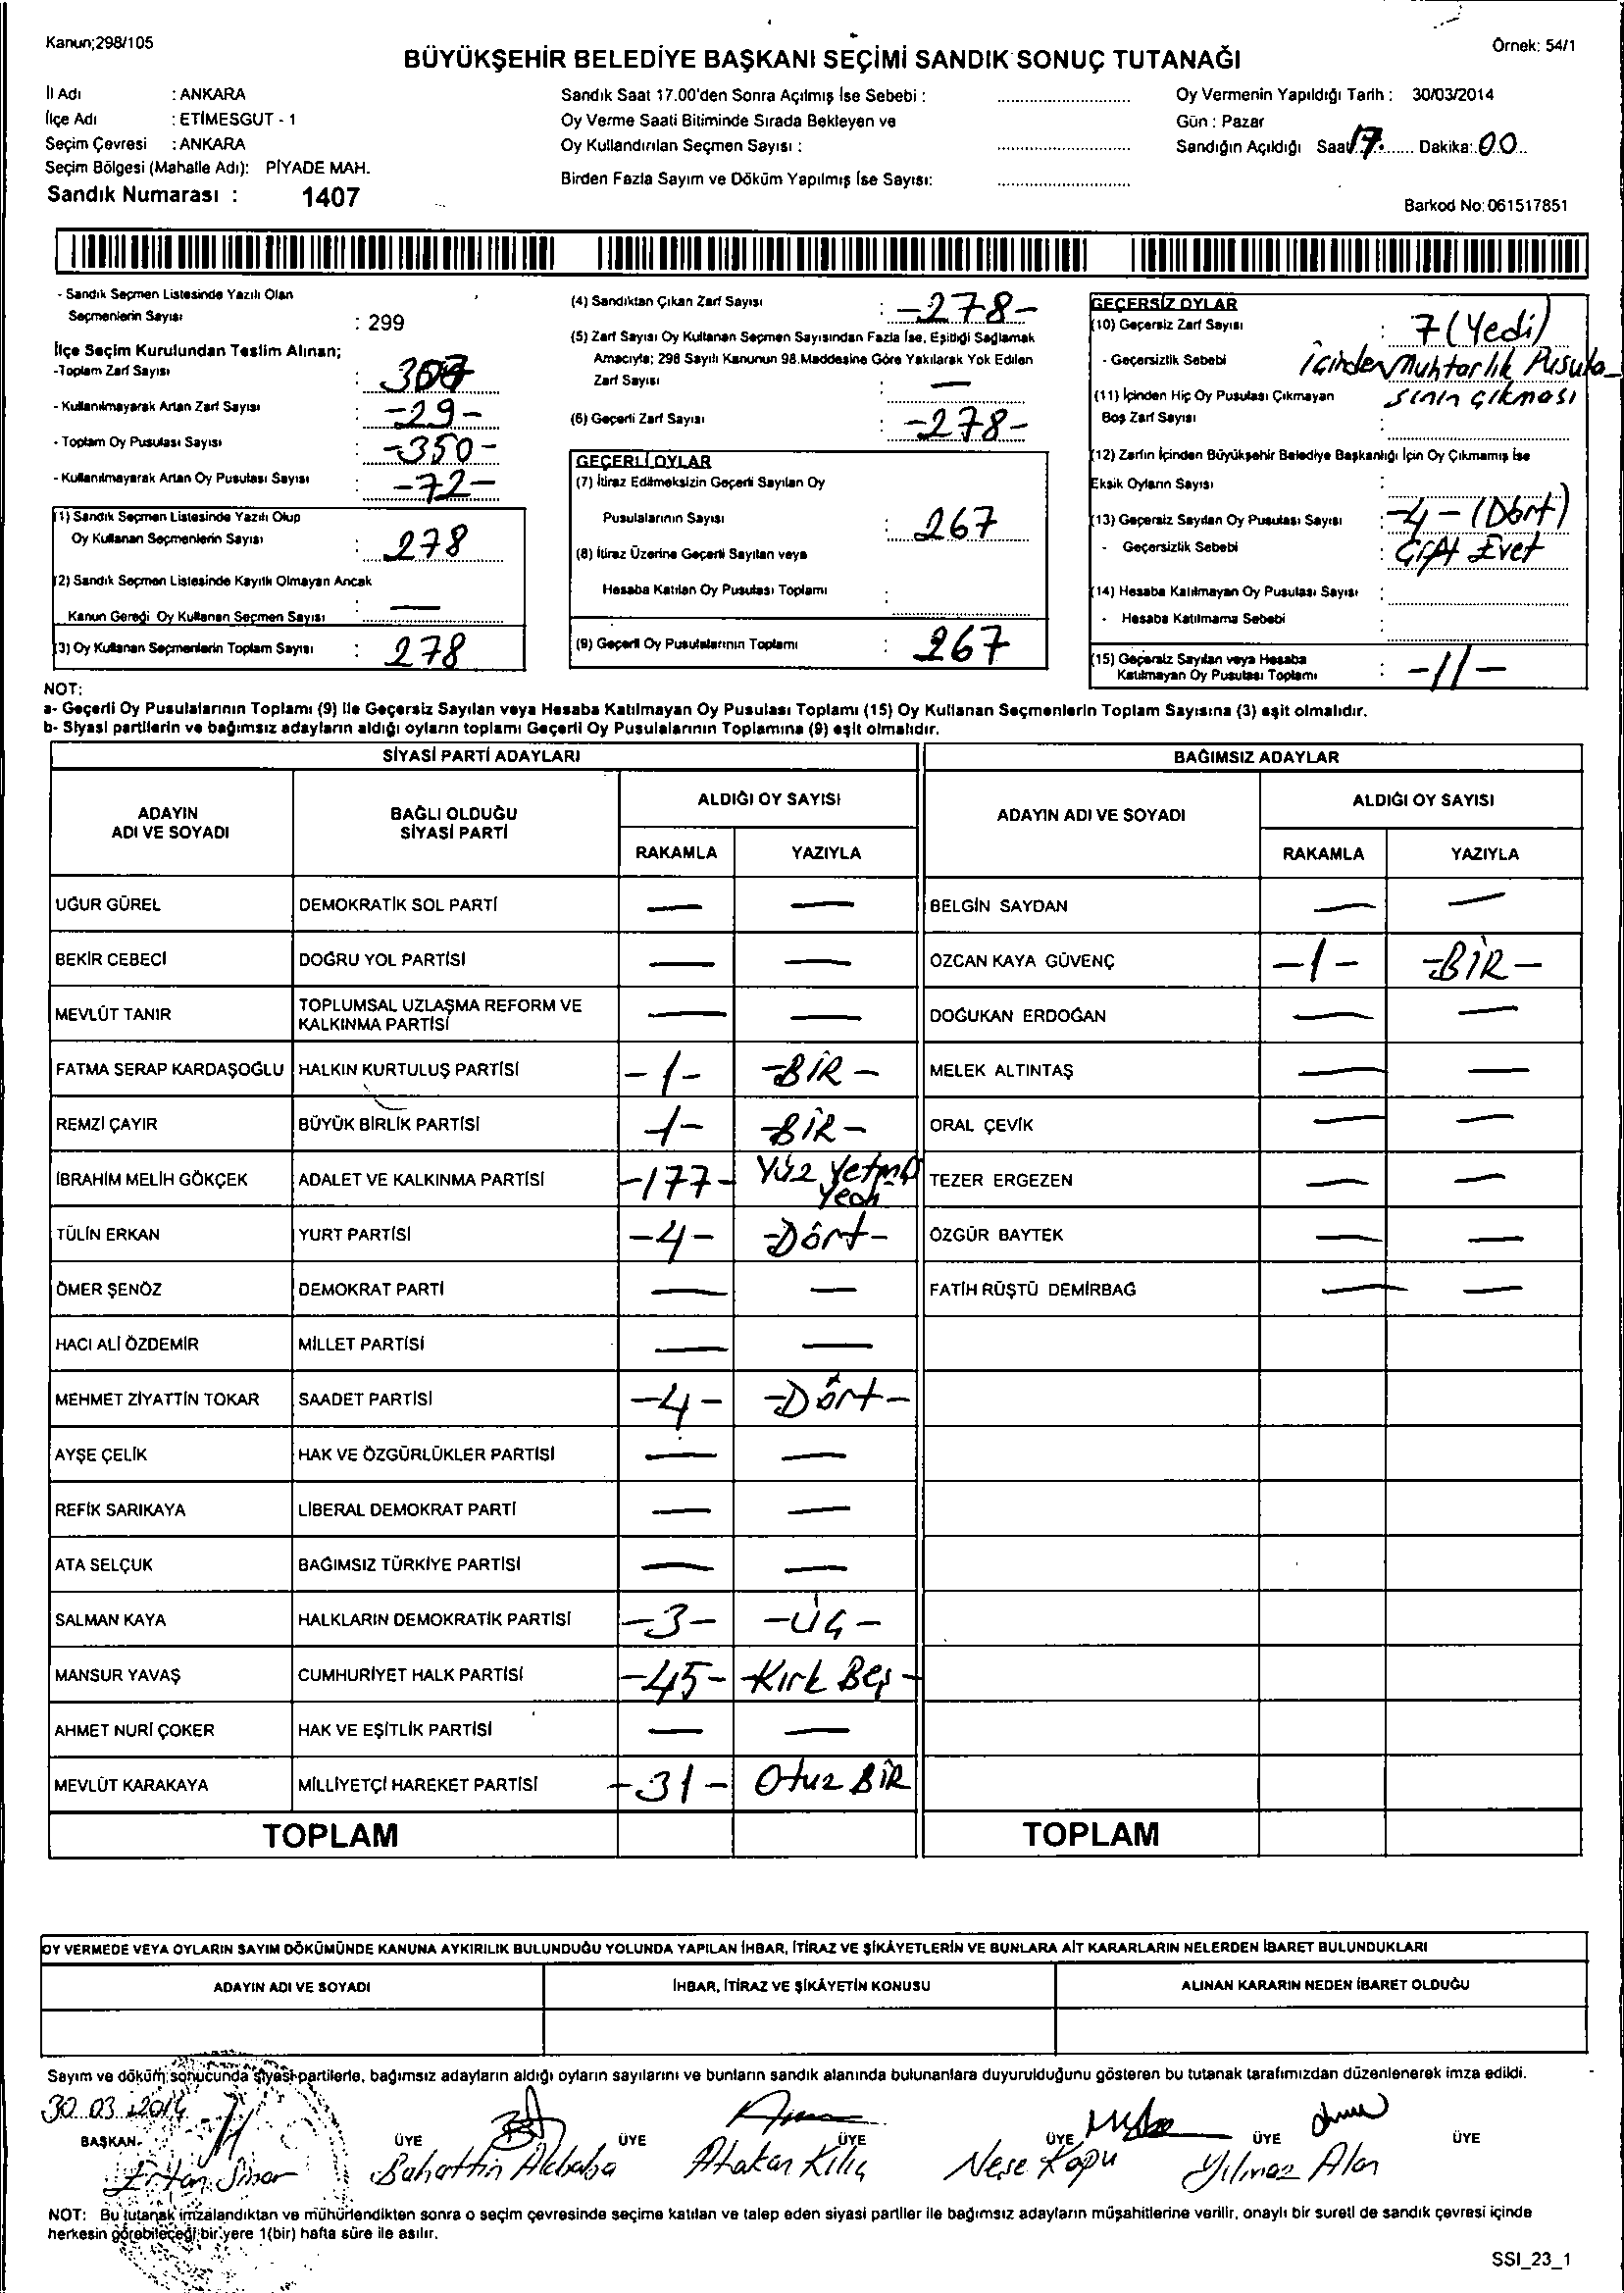 Kanun;298/105
Örnek: 54/1
BÜYÜKŞEHİR BELEDİYE BAŞKANI SEÇİMİ SANDIK SONUÇ TUTANAĞI
İl Adı : ANKARA
İlçe Adı : ETİMESGUT - 1
Seçim Çevresi : ANKARA
Seçim Bölgesi (Mahalle Adı): PİYADE MAH.
Sandık Numarası : 1407
Sandık Saat 17.00'den Sonra Açılmış İse Sebebi :
Oy Verme Saati Bitiminde Sırada Bekleyen ve
Oy Kullandırılan Seçmen Sayısı :
Birden Fazla Sayım ve Döküm Yapılmış İse Sayısı:
Oy Vermenin Yapıldığı Tarih : 30/03/2014
Gün : Pazar
Sandığın Açıldığı Saat 17 Dakika: 00
Barkod No: 061517851
- Sandık Seçmen Listesinde Yazılı Olan
Seçmenlerin Sayısı : 299
İlçe Seçim Kurulundan Teslim Alınan;
-Toplam Zarf Sayısı :
- Kullanılmayarak Artan Zarf Sayısı : -29-
- Toplam Oy Pusulası Sayısı : -350-
- Kullanılmayarak Artan Oy Pusulası Sayısı : -72-
(1) Sandık Seçmen Listesinde Yazılı Olup
Oy Kullanan Seçmenlerin Sayısı : 278
(2) Sandık Seçmen Listesinde Kayıtlı Olmayan Ancak
Kanun Gereği Oy Kullanan Seçmen Sayısı : —
(3) Oy Kullanan Seçmenlerin Toplam Sayısı : 278
(4) Sandıktan Çıkan Zarf Sayısı : -278-
(5) Zarf Sayısı Oy Kullanan Seçmen Sayısından Fazla İse, Eşitliği Sağlamak
Amacıyla; 298 Sayılı Kanunun 98.Maddesine Göre Yakılarak Yok Edilen
Zarf Sayısı : —
(6) Geçerli Zarf Sayısı : -278-
GEÇERLİ OYLAR
(7) İtiraz Edilmeksizin Geçerli Sayılan Oy
Pusulalarının Sayısı : 267
(8) İtiraz Üzerine Geçerli Sayılan veya
Hesaba Katılan Oy Pusulası Toplamı :
(9) Geçerli Oy Pusulalarının Toplamı : 267
GEÇERSİZ OYLAR
(10) Geçersiz Zarf Sayısı : 7 (Yedi)
- Geçersizlik Sebebi İçinden Muhtarlık Pusula-
sının çıkması
(11) İçinden Hiç Oy Pusulası Çıkmayan
Boş Zarf Sayısı :
(12) Zarfın İçinden Büyükşehir Belediye Başkanlığı İçin Oy Çıkmamış İse
Eksik Oyların Sayısı :
(13) Geçersiz Sayılan Oy Pusulası Sayısı : -4- (Dört)
- Geçersizlik Sebebi : Çift Evet
(14) Hesaba Katılmayan Oy Pusulası Sayısı :
- Hesaba Katılmama Sebebi :
(15) Geçersiz Sayılan veya Hesaba
Katılmayan Oy Pusulası Toplamı : -11-
NOT:
a- Geçerli Oy Pusulalarının Toplamı (9) ile Geçersiz Sayılan veya Hesaba Katılmayan Oy Pusulası Toplamı (15) Oy Kullanan Seçmenlerin Toplam Sayısına (3) eşit olmalıdır.
b- Siyasi partilerin ve bağımsız adayların aldığı oyların toplamı Geçerli Oy Pusulalarının Toplamına (9) eşit olmalıdır.
SİYASİ PARTİ ADAYLARI
ADAYIN ADI VE SOYADI BAĞLI OLDUĞU SİYASİ PARTİ ALDIĞI OY SAYISI
RAKAMLA YAZIYLA
UĞUR GÜREL DEMOKRATİK SOL PARTİ — —
BEKİR CEBECİ DOĞRU YOL PARTİSİ — —
MEVLÜT TANIR TOPLUMSAL UZLAŞMA REFORM VE KALKINMA PARTİSİ — —
FATMA SERAP KARDAŞOĞLU HALKIN KURTULUŞ PARTİSİ -1- -BİR-
REMZİ ÇAYIR BÜYÜK BİRLİK PARTİSİ -1- -BİR-
İBRAHİM MELİH GÖKÇEK ADALET VE KALKINMA PARTİSİ -177- Yüz Yetmiş Yedi
TÜLİN ERKAN YURT PARTİSİ -4- -Dört-
ÖMER ŞENÖZ DEMOKRAT PARTİ — —
HACI ALİ ÖZDEMİR MİLLET PARTİSİ — —
MEHMET ZİYATTİN TOKAR SAADET PARTİSİ -4- -Dört-
AYŞE ÇELİK HAK VE ÖZGÜRLÜKLER PARTİSİ — —
REFİK SARIKAYA LİBERAL DEMOKRAT PARTİ — —
ATA SELÇUK BAĞIMSIZ TÜRKİYE PARTİSİ — —
SALMAN KAYA HALKLARIN DEMOKRATİK PARTİSİ -3- -Üç-
MANSUR YAVAŞ CUMHURİYET HALK PARTİSİ -45- -Kırk Beş-
AHMET NURİ ÇOKER HAK VE EŞİTLİK PARTİSİ — —
MEVLÜT KARAKAYA MİLLİYETÇİ HAREKET PARTİSİ -31- Otuz BİR
TOPLAM
BAĞIMSIZ ADAYLAR
ADAYIN ADI VE SOYADI ALDIĞI OY SAYISI
RAKAMLA YAZIYLA
BELGİN SAYDAN — —
ÖZCAN KAYA GÜVENÇ -1- -BİR-
DOĞUKAN ERDOĞAN — —
MELEK ALTINTAŞ — —
ORAL ÇEVİK — —
TEZER ERGEZEN — —
ÖZGÜR BAYTEK — —
FATİH RÜŞTÜ DEMİRBAĞ — —
TOPLAM
OY VERMEDE VEYA OYLARIN SAYIM DÖKÜMÜNDE KANUNA AYKIRILIK BULUNDUĞU YOLUNDA YAPILAN İHBAR, İTİRAZ VE ŞİKÂYETLERİN VE BUNLARA AİT KARARLARIN NELERDEN İBARET BULUNDUKLARI
ADAYIN ADI VE SOYADI İHBAR, İTİRAZ VE ŞİKÂYETİN KONUSU ALINAN KARARIN NEDEN İBARET OLDUĞU
Sayım ve döküm sonucunda siyasi partilerle, bağımsız adayların aldığı oyların sayılarını ve bunların sandık alanında bulunanlara duyurulduğunu gösteren bu tutanak tarafımızdan düzenlenerek imza edildi.
30.03.2014
BAŞKAN ÜYE ÜYE ÜYE ÜYE ÜYE ÜYE
Ertan Bahattin Akbaba Atakan Kılıç Neşe Kapu Yılmaz Alan
NOT: Bu tutanak imzalandıktan ve mühürlendikten sonra o seçim çevresinde seçime katılan ve talep eden siyasi partiler ile bağımsız adayların müşahitlerine verilir, onaylı bir sureti de sandık çevresi içinde
herkesin görebileceği bir yere 1(bir) hafta süre ile asılır.
SSI_23_1